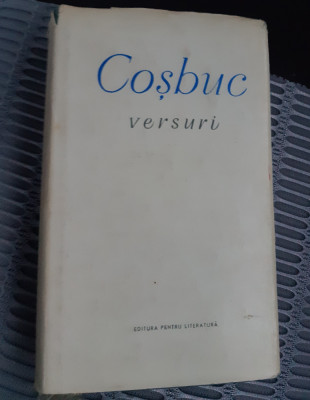 Coșbuc
versuri
EDITURA PENTRU LITERATURĂ